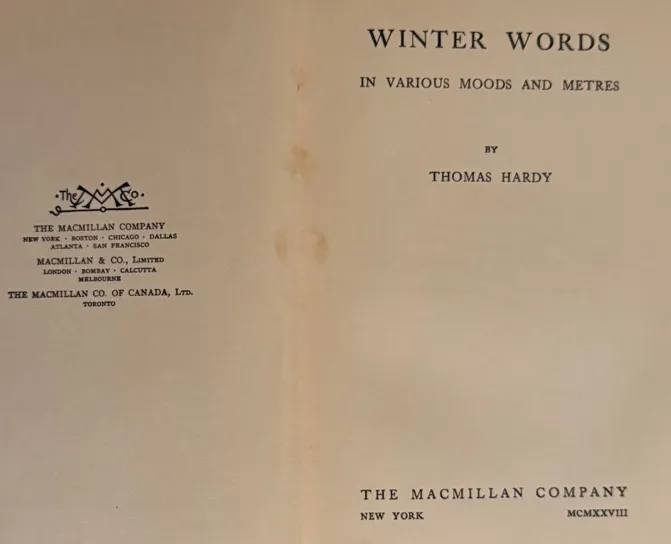 ·The M Co·
THE MACMILLAN COMPANY
NEW YORK · BOSTON · CHICAGO · DALLAS
ATLANTA · SAN FRANCISCO
MACMILLAN & CO., LIMITED
LONDON · BOMBAY · CALCUTTA
MELBOURNE
THE MACMILLAN CO. OF CANADA, LTD.
TORONTO
WINTER WORDS
IN VARIOUS MOODS AND METRES
BY
THOMAS HARDY
THE MACMILLAN COMPANY
NEW YORK MCMXXVIII